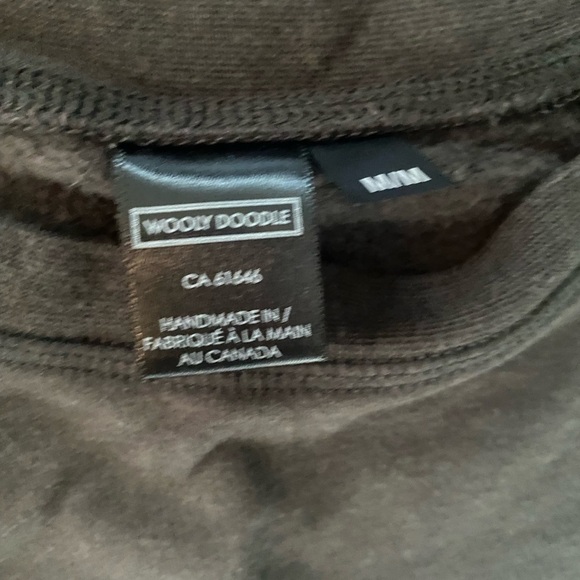 WOOLY DOODLE
M/M
CA 61646
HANDMADE IN /
FABRIQUÉ À LA MAIN
AU CANADA